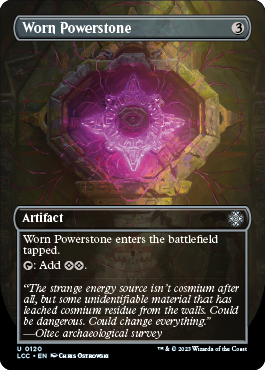 Worn Powerstone 3
Artifact
Worn Powerstone enters the battlefield
tapped.
: Add .
“The strange energy source isn’t cosmium after
all, but some unidentifiable material that has
leached cosmium residue from the walls. Could
be dangerous. Could change everything.”
—Oltec archaeological survey
U 0120
LCC • EN Chris Ostrowski
™ & © 2023 Wizards of the Coast